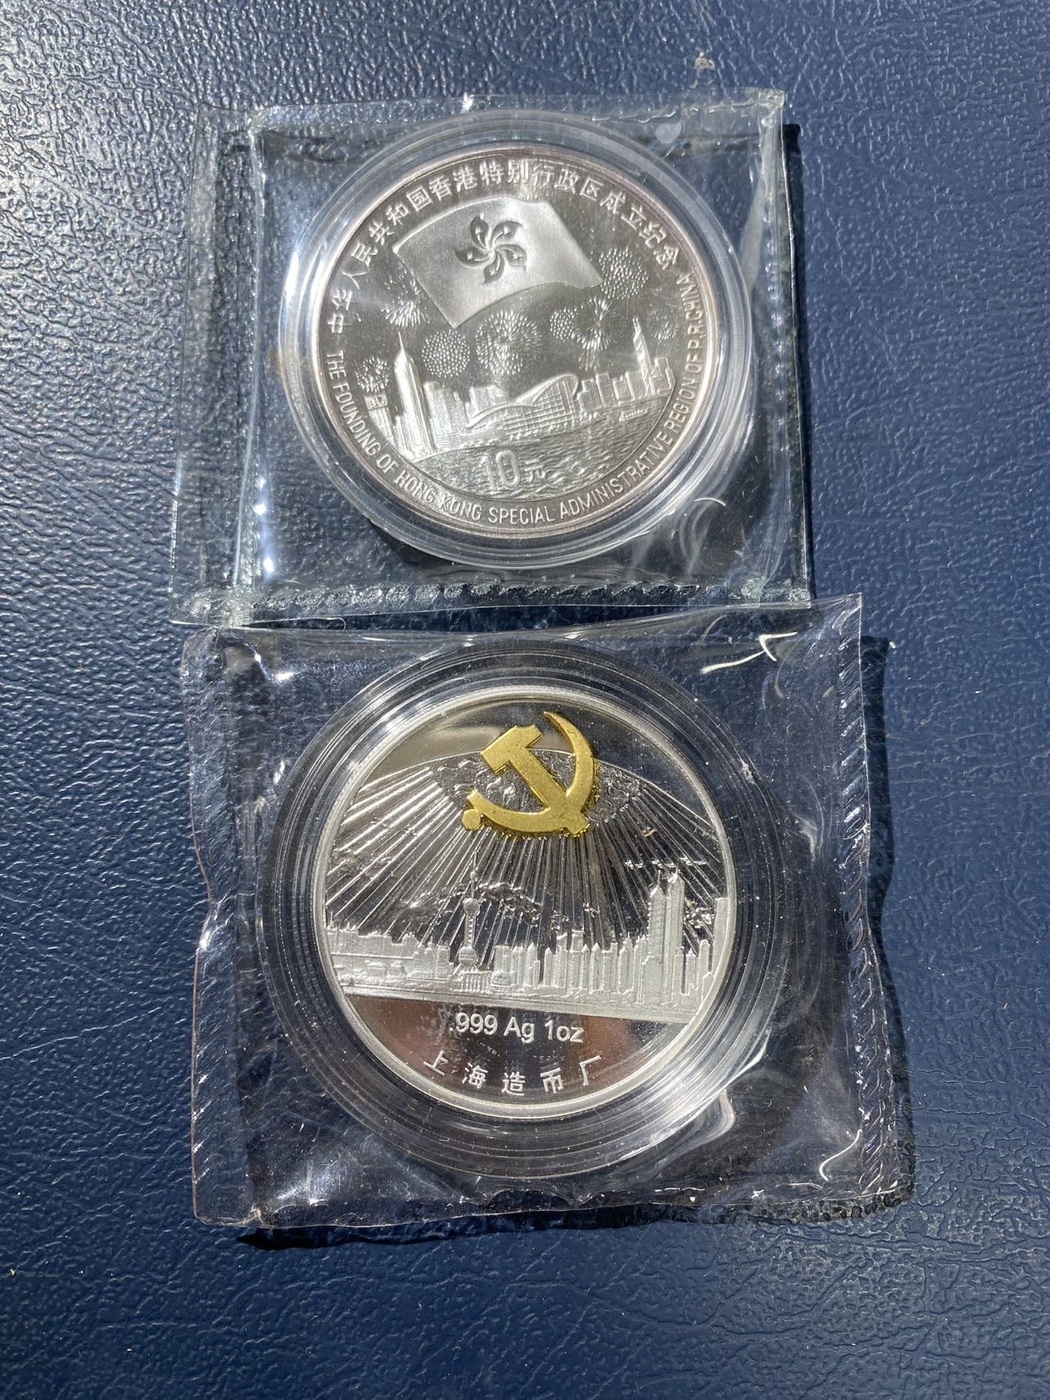 中华人民共和国香港特别行政区成立纪念
THE FOUNDING OF HONG KONG SPECIAL ADMINISTRATIVE REGION OF P.R.CHINA
10元
.999 Ag 1oz
上海造币厂